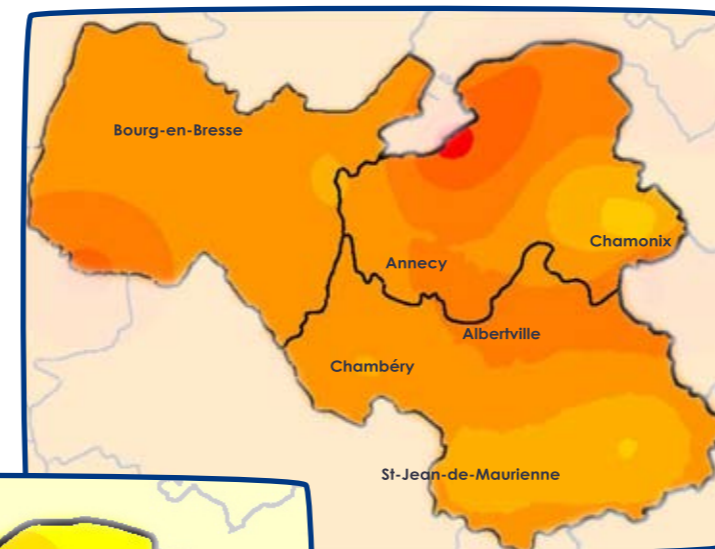 Bourg-en-Bresse
Chamonix
Annecy
Albertville
Chambéry
St-Jean-de-Maurienne